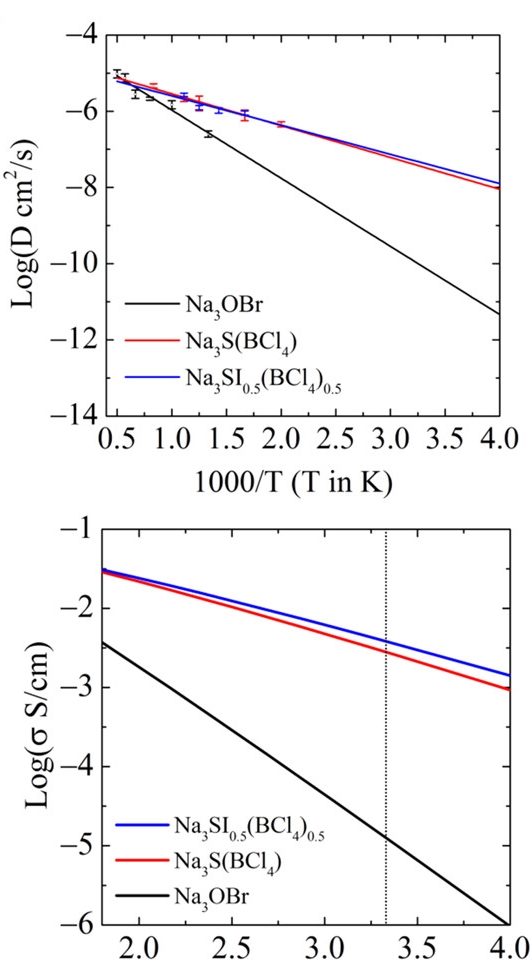 −4
−6
−8
−10
−12
−14
Log(D cm²/s)
Na₃OBr
Na₃S(BCl₄)
Na₃SI₀.₅(BCl₄)₀.₅
0.5 1.0 1.5 2.0 2.5 3.0 3.5 4.0
1000/T (T in K)
−1
−2
−3
−4
−5
−6
Log(σ S/cm)
Na₃SI₀.₅(BCl₄)₀.₅
Na₃S(BCl₄)
Na₃OBr
2.0 2.5 3.0 3.5 4.0